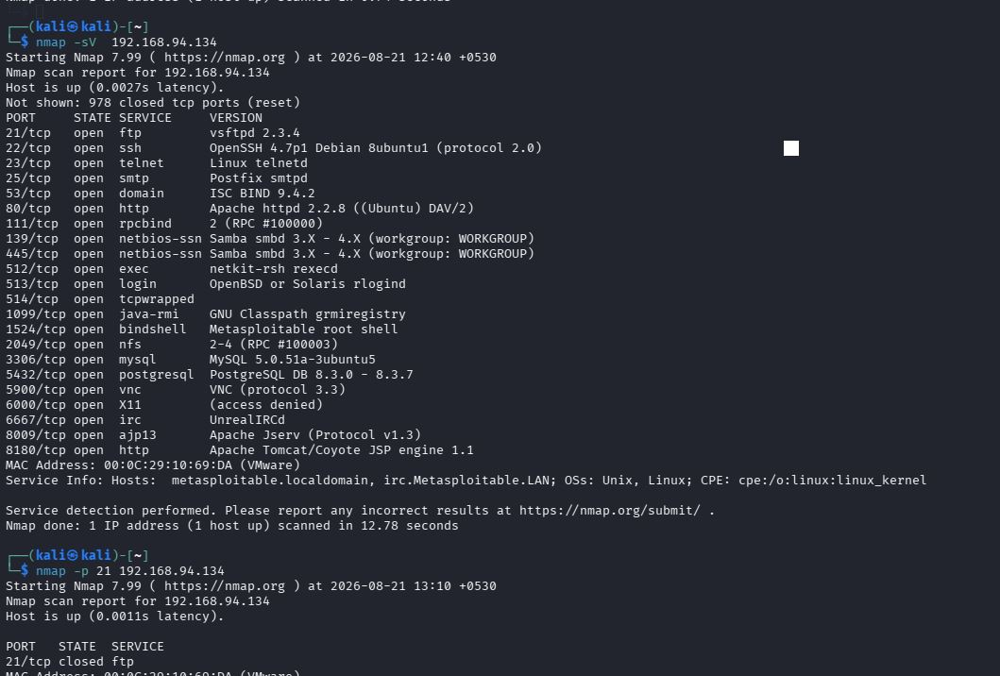 Nmap done: 1 IP address (1 host up) scanned in seconds
┌──(kali㉿kali)-[~]
└─$ nmap -sV  192.168.94.134
Starting Nmap 7.99 ( https://nmap.org ) at 2026-08-21 12:40 +0530
Nmap scan report for 192.168.94.134
Host is up (0.0027s latency).
Not shown: 978 closed tcp ports (reset)
PORT     STATE SERVICE     VERSION
21/tcp   open  ftp         vsftpd 2.3.4
22/tcp   open  ssh         OpenSSH 4.7p1 Debian 8ubuntu1 (protocol 2.0)
23/tcp   open  telnet      Linux telnetd
25/tcp   open  smtp        Postfix smtpd
53/tcp   open  domain      ISC BIND 9.4.2
80/tcp   open  http        Apache httpd 2.2.8 ((Ubuntu) DAV/2)
111/tcp  open  rpcbind     2 (RPC #100000)
139/tcp  open  netbios-ssn Samba smbd 3.X - 4.X (workgroup: WORKGROUP)
445/tcp  open  netbios-ssn Samba smbd 3.X - 4.X (workgroup: WORKGROUP)
512/tcp  open  exec        netkit-rsh rexecd
513/tcp  open  login       OpenBSD or Solaris rlogind
514/tcp  open  tcpwrapped
1099/tcp open  java-rmi    GNU Classpath grmiregistry
1524/tcp open  bindshell   Metasploitable root shell
2049/tcp open  nfs         2-4 (RPC #100003)
3306/tcp open  mysql       MySQL 5.0.51a-3ubuntu5
5432/tcp open  postgresql  PostgreSQL DB 8.3.0 - 8.3.7
5900/tcp open  vnc         VNC (protocol 3.3)
6000/tcp open  X11         (access denied)
6667/tcp open  irc         UnrealIRCd
8009/tcp open  ajp13       Apache Jserv (Protocol v1.3)
8180/tcp open  http        Apache Tomcat/Coyote JSP engine 1.1
MAC Address: 00:0C:29:10:69:DA (VMware)
Service Info: Hosts:  metasploitable.localdomain, irc.Metasploitable.LAN; OSs: Unix, Linux; CPE: cpe:/o:linux:linux_kernel
Service detection performed. Please report any incorrect results at https://nmap.org/submit/ .
Nmap done: 1 IP address (1 host up) scanned in 12.78 seconds
┌──(kali㉿kali)-[~]
└─$ nmap -p 21 192.168.94.134
Starting Nmap 7.99 ( https://nmap.org ) at 2026-08-21 13:10 +0530
Nmap scan report for 192.168.94.134
Host is up (0.0011s latency).
PORT   STATE  SERVICE
21/tcp closed ftp
MAC Address: 00:0C:29:10:69:DA (VMware)